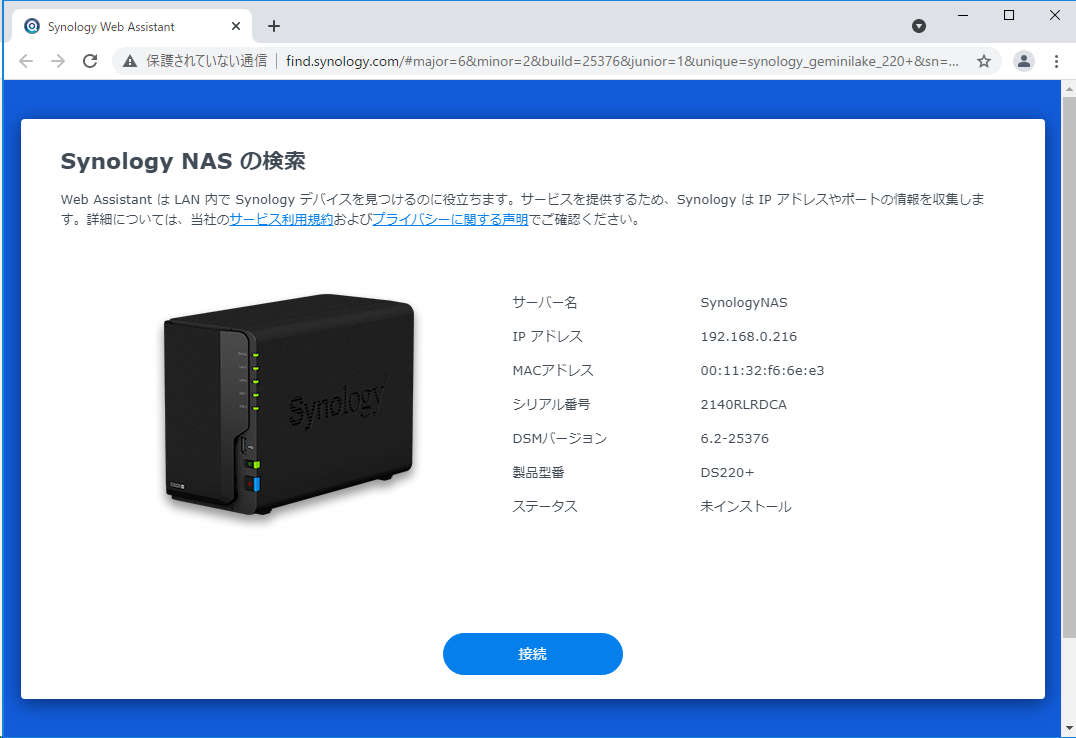 Synology Web Assistant
保護されていない通信 find.synology.com/#major=6&minor=2&build=25376&junior=1&unique=synology_geminilake_220+&sn=...
Synology NAS の検索
Web Assistant は LAN 内で Synology デバイスを見つけるのに役立ちます。サービスを提供するため、Synology は IP アドレスやポートの情報を収集しま
す。詳細については、当社のサービス利用規約およびプライバシーに関する声明でご確認ください。
サーバー名 SynologyNAS
IP アドレス 192.168.0.216
MACアドレス 00:11:32:f6:6e:e3
シリアル番号 2140RLRDCA
DSMバージョン 6.2-25376
製品型番 DS220+
ステータス 未インストール
Synology
接続